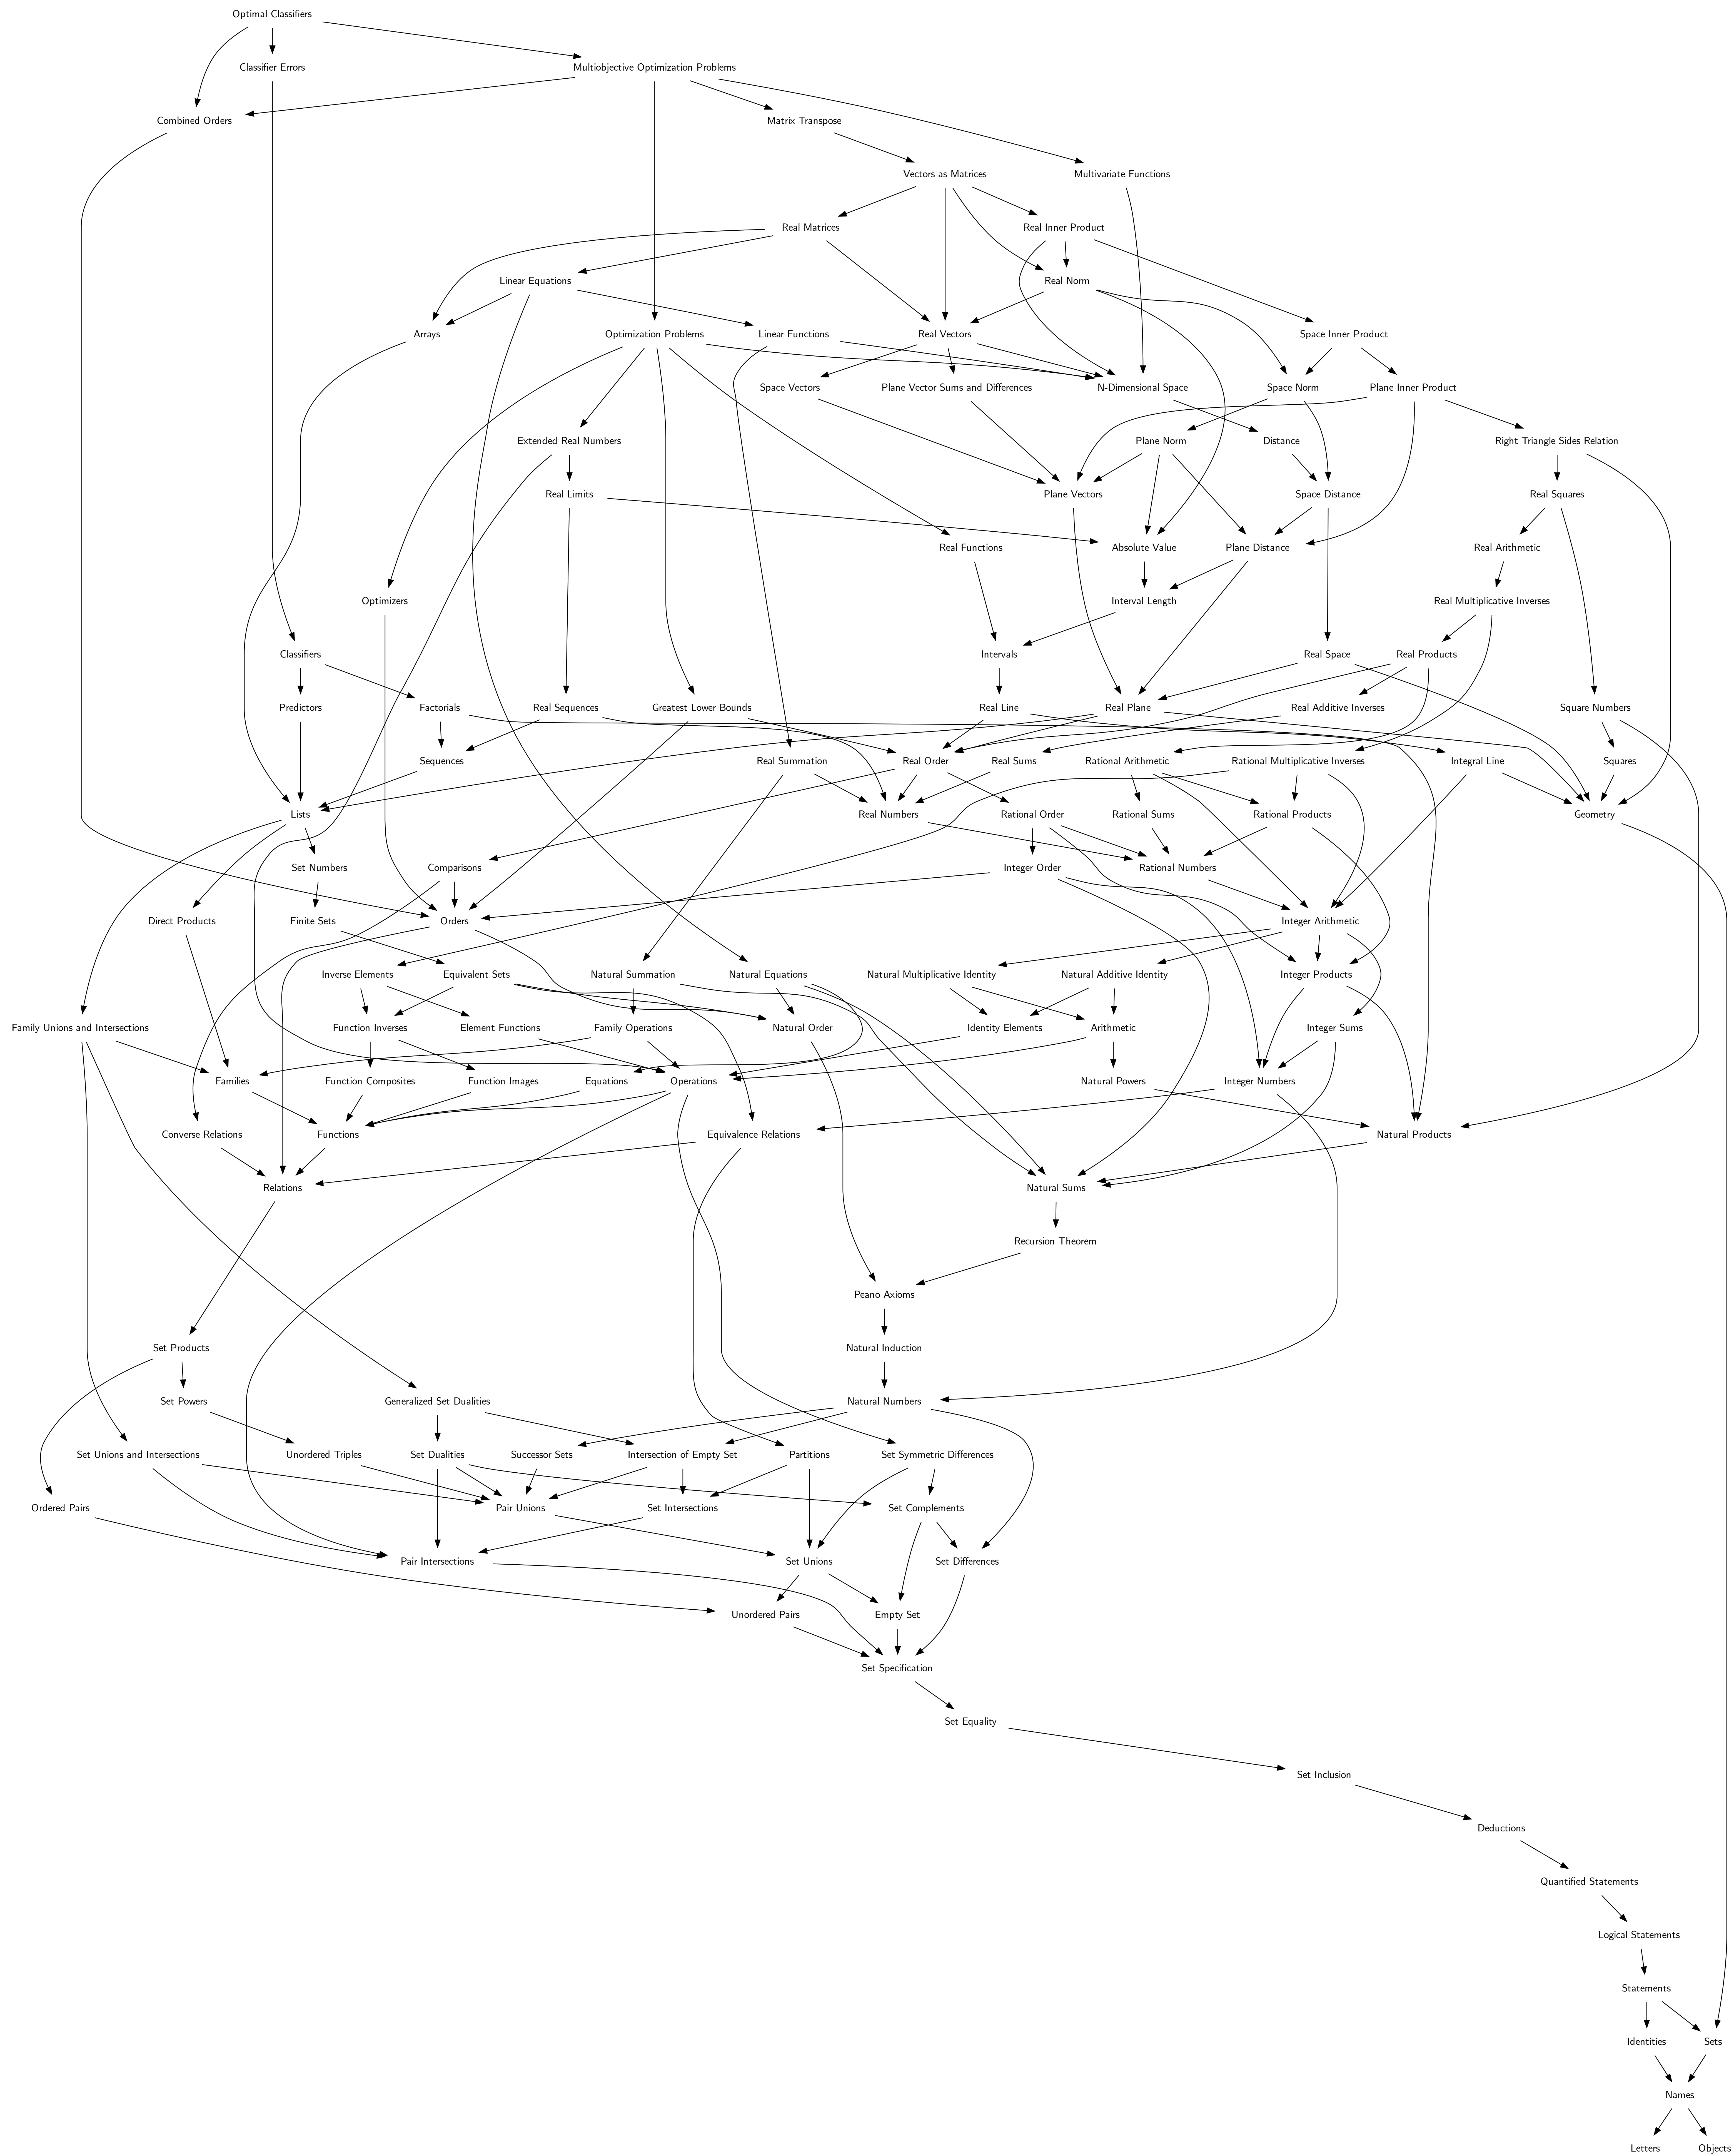 Optimal Classifiers
Classifier Errors
Multiobjective Optimization Problems
Combined Orders
Matrix Transpose
Vectors as Matrices
Multivariate Functions
Real Matrices
Real Inner Product
Linear Equations
Real Norm
Arrays
Optimization Problems
Linear Functions
Real Vectors
Space Inner Product
Space Vectors
Plane Vector Sums and Differences
N-Dimensional Space
Space Norm
Plane Inner Product
Extended Real Numbers
Plane Norm
Distance
Right Triangle Sides Relation
Real Limits
Plane Vectors
Space Distance
Real Squares
Real Functions
Absolute Value
Plane Distance
Real Arithmetic
Optimizers
Interval Length
Real Multiplicative Inverses
Classifiers
Intervals
Real Space
Real Products
Predictors
Factorials
Real Sequences
Greatest Lower Bounds
Real Line
Real Plane
Real Additive Inverses
Square Numbers
Sequences
Real Summation
Real Order
Real Sums
Rational Arithmetic
Rational Multiplicative Inverses
Integral Line
Squares
Lists
Real Numbers
Rational Order
Rational Sums
Rational Products
Geometry
Set Numbers
Comparisons
Integer Order
Rational Numbers
Direct Products
Finite Sets
Orders
Integer Arithmetic
Inverse Elements
Equivalent Sets
Natural Summation
Natural Equations
Natural Multiplicative Identity
Natural Additive Identity
Integer Products
Family Unions and Intersections
Function Inverses
Element Functions
Family Operations
Natural Order
Identity Elements
Arithmetic
Integer Sums
Families
Function Composites
Function Images
Equations
Operations
Natural Powers
Integer Numbers
Converse Relations
Functions
Equivalence Relations
Natural Products
Relations
Natural Sums
Recursion Theorem
Peano Axioms
Set Products
Natural Induction
Set Powers
Generalized Set Dualities
Natural Numbers
Set Unions and Intersections
Unordered Triples
Set Dualities
Successor Sets
Intersection of Empty Set
Partitions
Set Symmetric Differences
Ordered Pairs
Pair Unions
Set Intersections
Set Complements
Pair Intersections
Set Unions
Set Differences
Unordered Pairs
Empty Set
Set Specification
Set Equality
Set Inclusion
Deductions
Quantified Statements
Logical Statements
Statements
Identities
Sets
Names
Letters
Objects